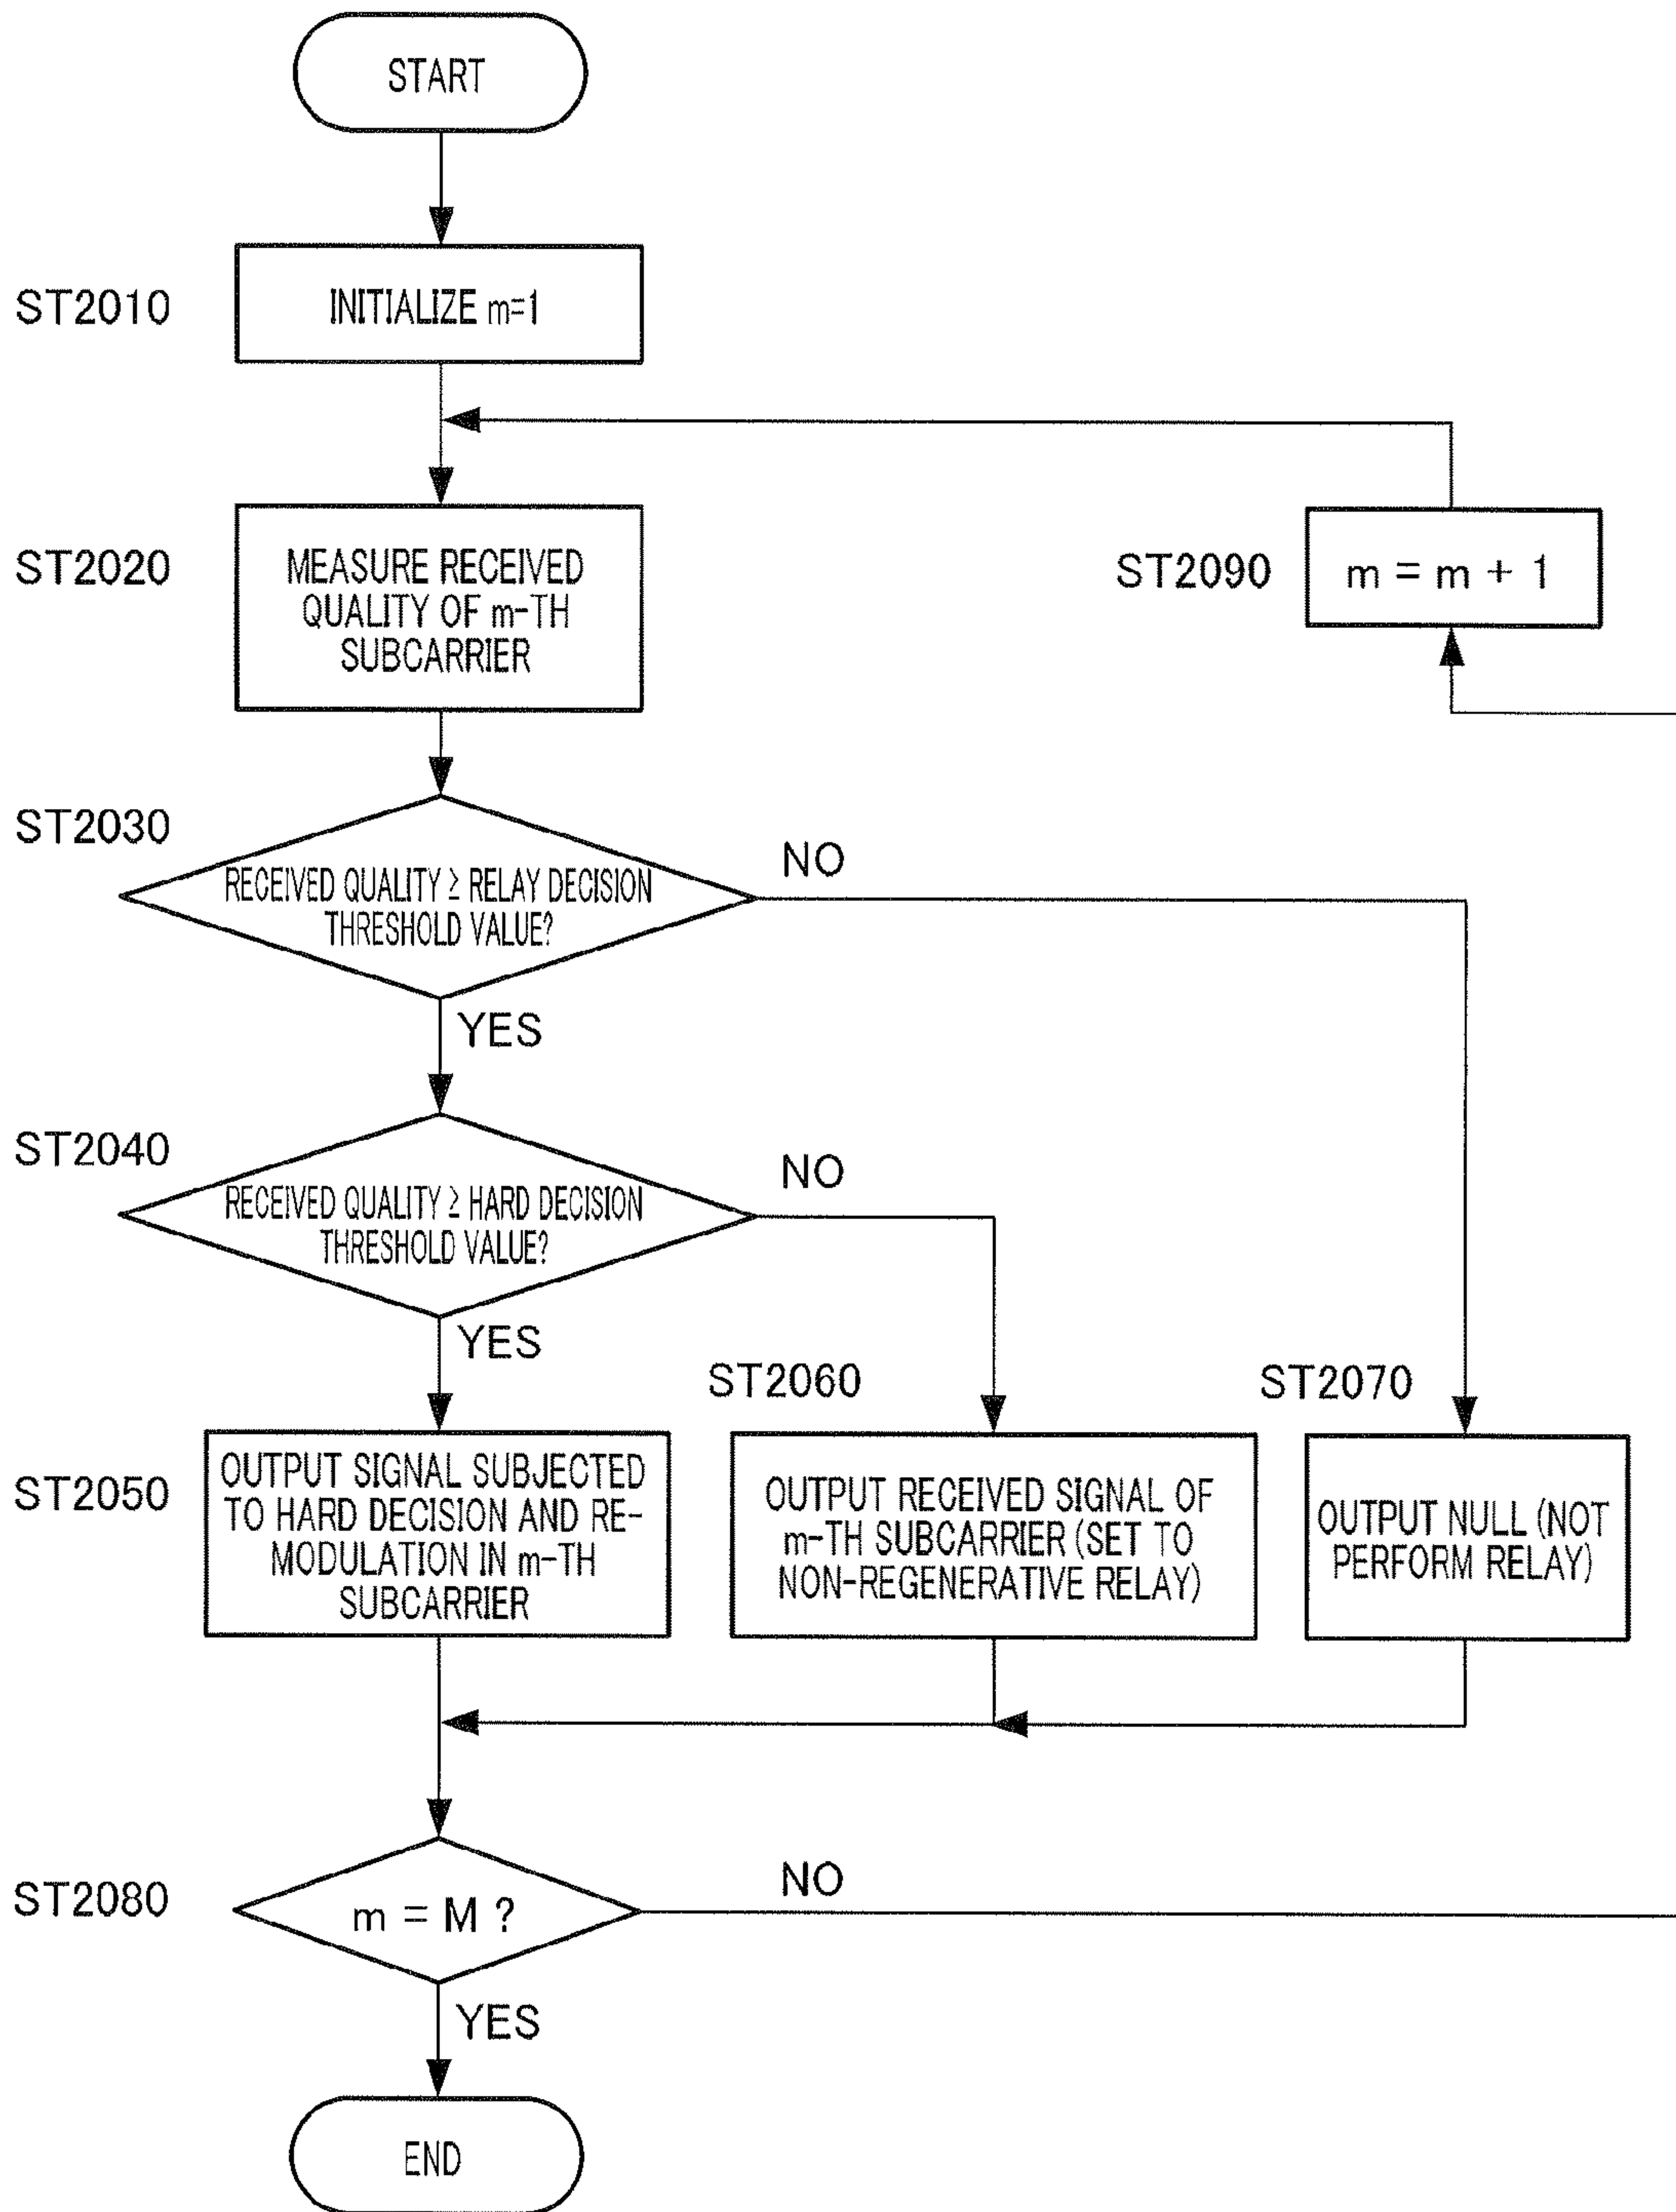 START
ST2010
INITIALIZE m=1
ST2020
MEASURE RECEIVED
QUALITY OF m-TH
SUBCARRIER
ST2090
m = m + 1
ST2030
RECEIVED QUALITY ≥ RELAY DECISION
THRESHOLD VALUE?
NO
YES
ST2040
RECEIVED QUALITY ≥ HARD DECISION
THRESHOLD VALUE?
NO
YES
ST2050
OUTPUT SIGNAL SUBJECTED
TO HARD DECISION AND RE-
MODULATION IN m-TH
SUBCARRIER
ST2060
OUTPUT RECEIVED SIGNAL OF
m-TH SUBCARRIER (SET TO
NON-REGENERATIVE RELAY)
ST2070
OUTPUT NULL (NOT
PERFORM RELAY)
ST2080
m = M ?
NO
YES
END